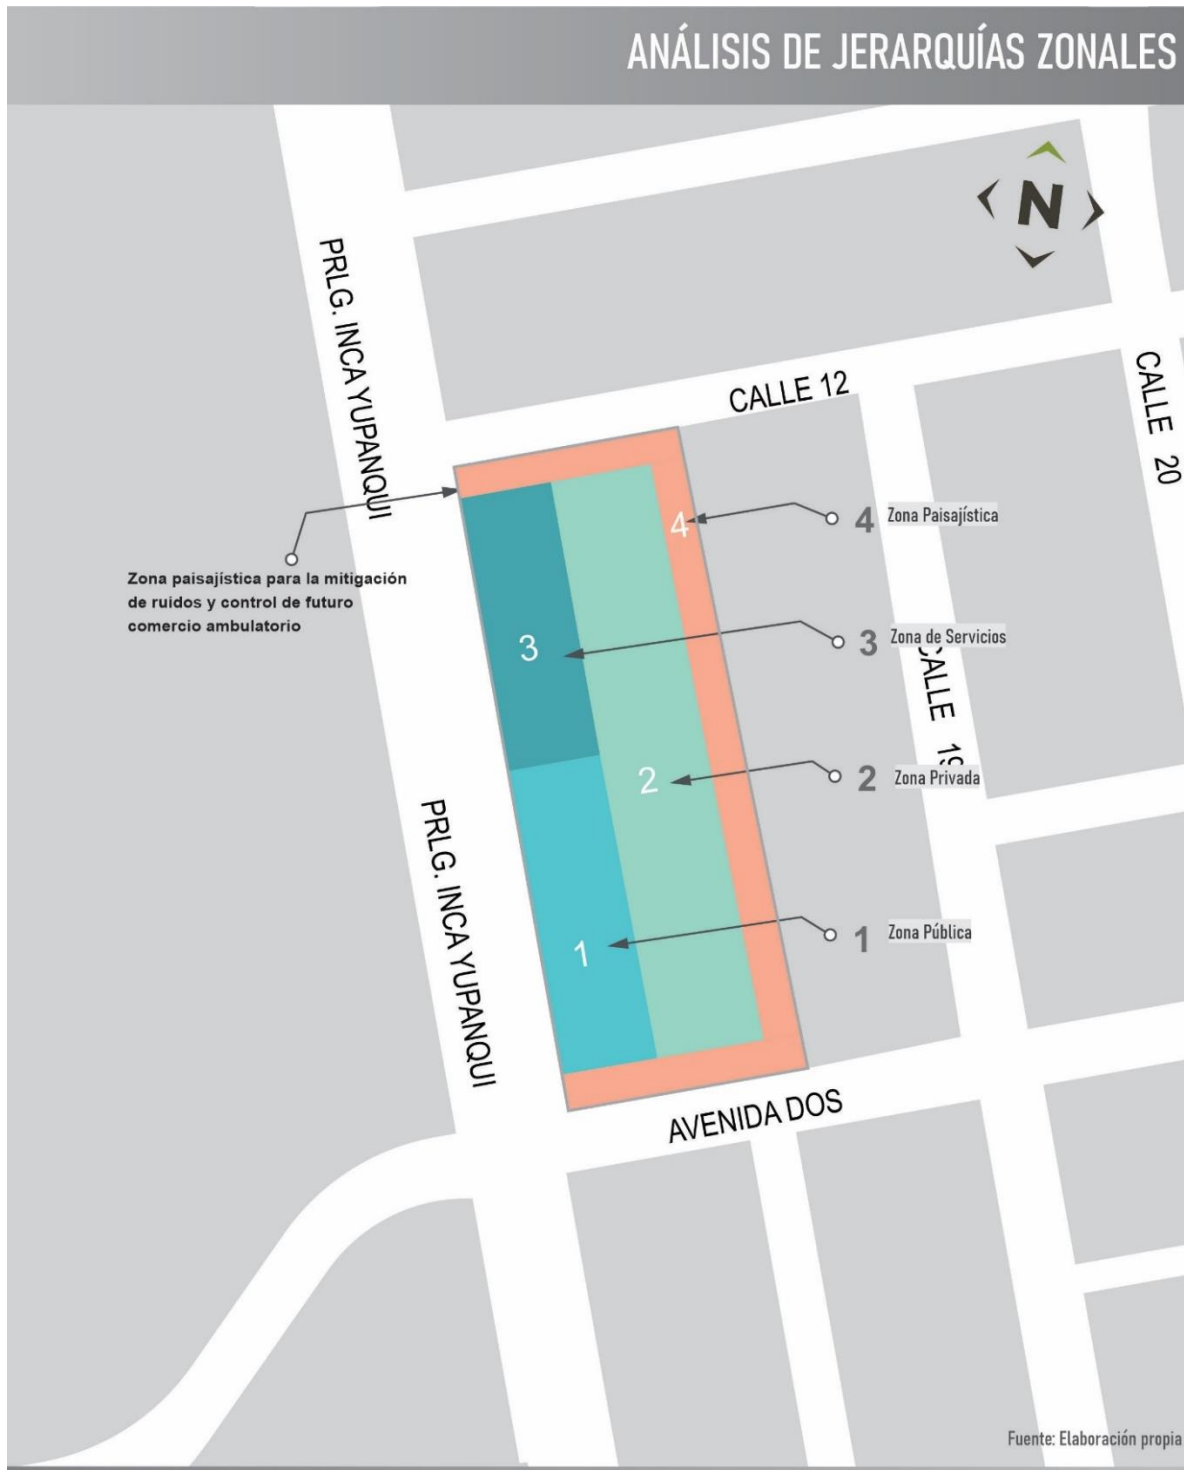 ANÁLISIS DE JERARQUÍAS ZONALES
N
PRLG. INCA YUPANQUI
CALLE 12
CALLE 20
4
4 Zona Paisajística
Zona paisajística para la mitigación
de ruidos y control de futuro
comercio ambulatorio
3
3 Zona de Servicios
CALLE 19
2
2 Zona Privada
PRLG. INCA YUPANQUI
1
1 Zona Pública
AVENIDA DOS
Fuente: Elaboración propia